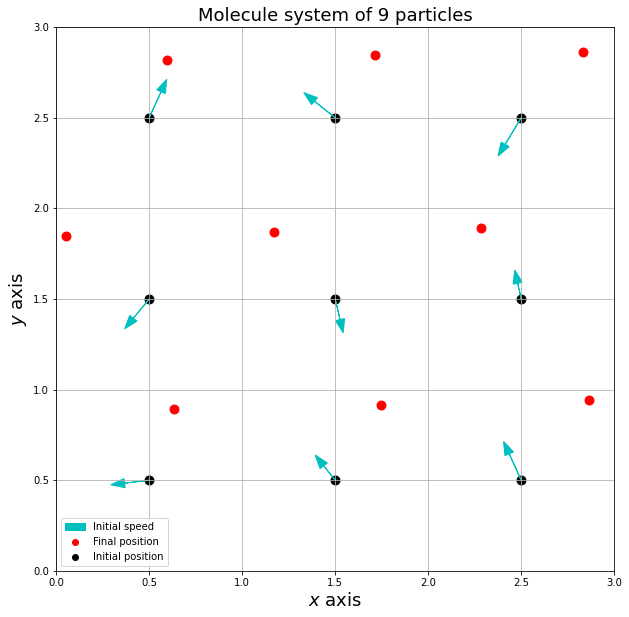 Molecule system of 9 particles
3.0
2.5
2.0
1.5
1.0
0.5
0.0
y axis
Initial speed
Final position
Initial position
0.0 0.5 1.0 1.5 2.0 2.5 3.0
x axis